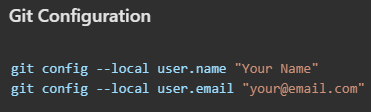 Git Configuration
git config --local user.name "Your Name"
git config --local user.email "your@email.com"